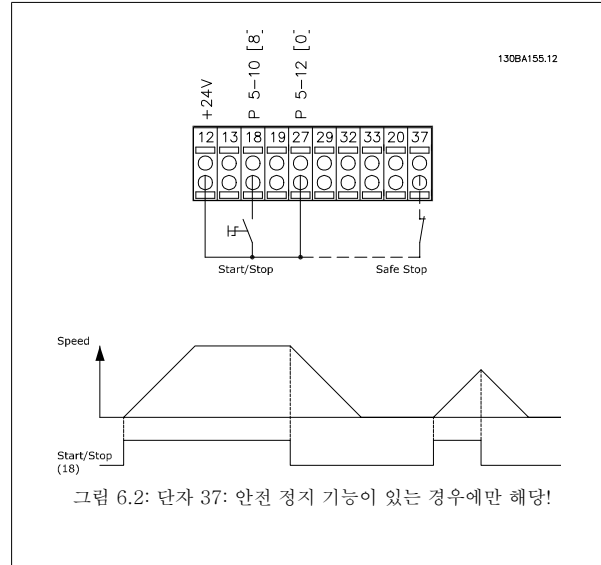 130BA155.12
+24V
P 5-10 [8]
P 5-12 [0]
12 13 18 19 27 29 32 33 20 37
Start/Stop
Safe Stop
Speed
Start/Stop
(18)
그림 6.2: 단자 37: 안전 정지 기능이 있는 경우에만 해당!